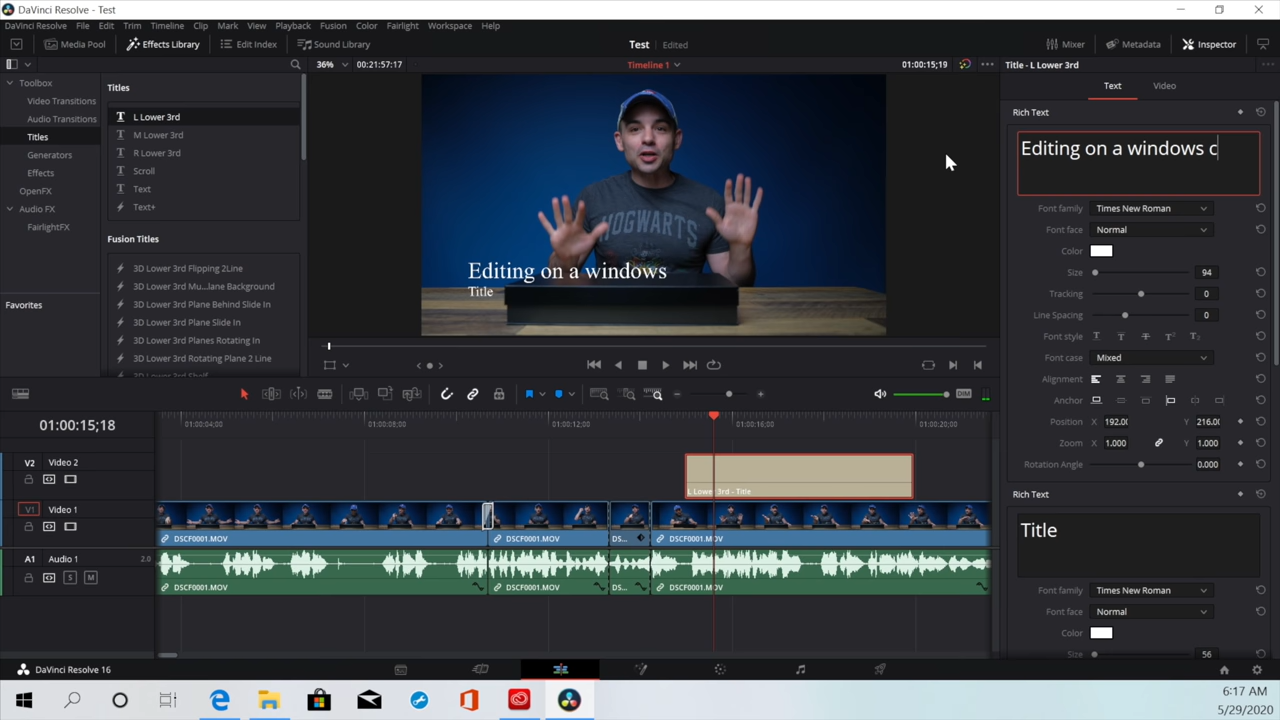 DaVinci Resolve - Test
DaVinci Resolve File Edit Trim Timeline Clip Mark View Playback Fusion Color Fairlight Workspace Help
Media Pool Effects Library Edit Index Sound Library Test Edited Mixer Metadata Inspector
36% 00:21:57:17 Timeline 1 01:00:15;19 Title - L Lower 3rd
Toolbox
Video Transitions
Audio Transitions
Titles
Generators
Effects
OpenFX
Audio FX
FairlightFX
Favorites
Titles
L Lower 3rd
M Lower 3rd
R Lower 3rd
Scroll
Text
Text+
Fusion Titles
3D Lower 3rd Flipping 2Line
3D Lower 3rd Mu...lane Background
3D Lower 3rd Plane Behind Slide In
3D Lower 3rd Plane Slide In
3D Lower 3rd Planes Rotating In
3D Lower 3rd Rotating Plane 2 Line
3D Lower 3rd Shelf
HOGWARTS
Editing on a windows
Title
Text Video
Rich Text
Editing on a windows c
Font family Times New Roman
Font face Normal
Color
Size 94
Tracking 0
Line Spacing 0
Font style T T T T² T₂
Font case Mixed
Alignment
Anchor
Position X 192.00 Y 216.00
Zoom X 1.000 Y 1.000
Rotation Angle 0.000
Rich Text
Title
Font family Times New Roman
Font face Normal
Color
Size 56
DIM
01:00:15;18
01:00:04;00 01:00:08;00 01:00:12;00 01:00:16;00 01:00:20;00
V2 Video 2
L Lower 3rd - Title
V1 Video 1
DSCF0001.MOV DSCF0001.MOV DS... DSCF0001.MOV
A1 Audio 1 2.0
S M
DSCF0001.MOV DSCF0001.MOV DS... DSCF0001.MOV
DaVinci Resolve 16
6:17 AM
5/29/2020